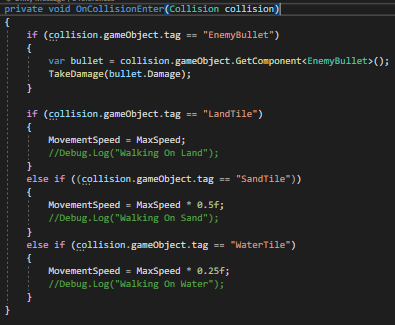 private void OnCollisionEnter(Collision collision)
{
    if (collision.gameObject.tag == "EnemyBullet")
    {
        var bullet = collision.gameObject.GetComponent<EnemyBullet>();
        TakeDamage(bullet.Damage);
    }

    if (collision.gameObject.tag == "LandTile")
    {
        MovementSpeed = MaxSpeed;
        //Debug.Log("Walking On Land");
    }
    else if ((collision.gameObject.tag == "SandTile"))
    {
        MovementSpeed = MaxSpeed * 0.5f;
        //Debug.Log("Walking On Sand");
    }
    else if (collision.gameObject.tag == "WaterTile")
    {
        MovementSpeed = MaxSpeed * 0.25f;
        //Debug.Log("Walking On Water");
    }
}